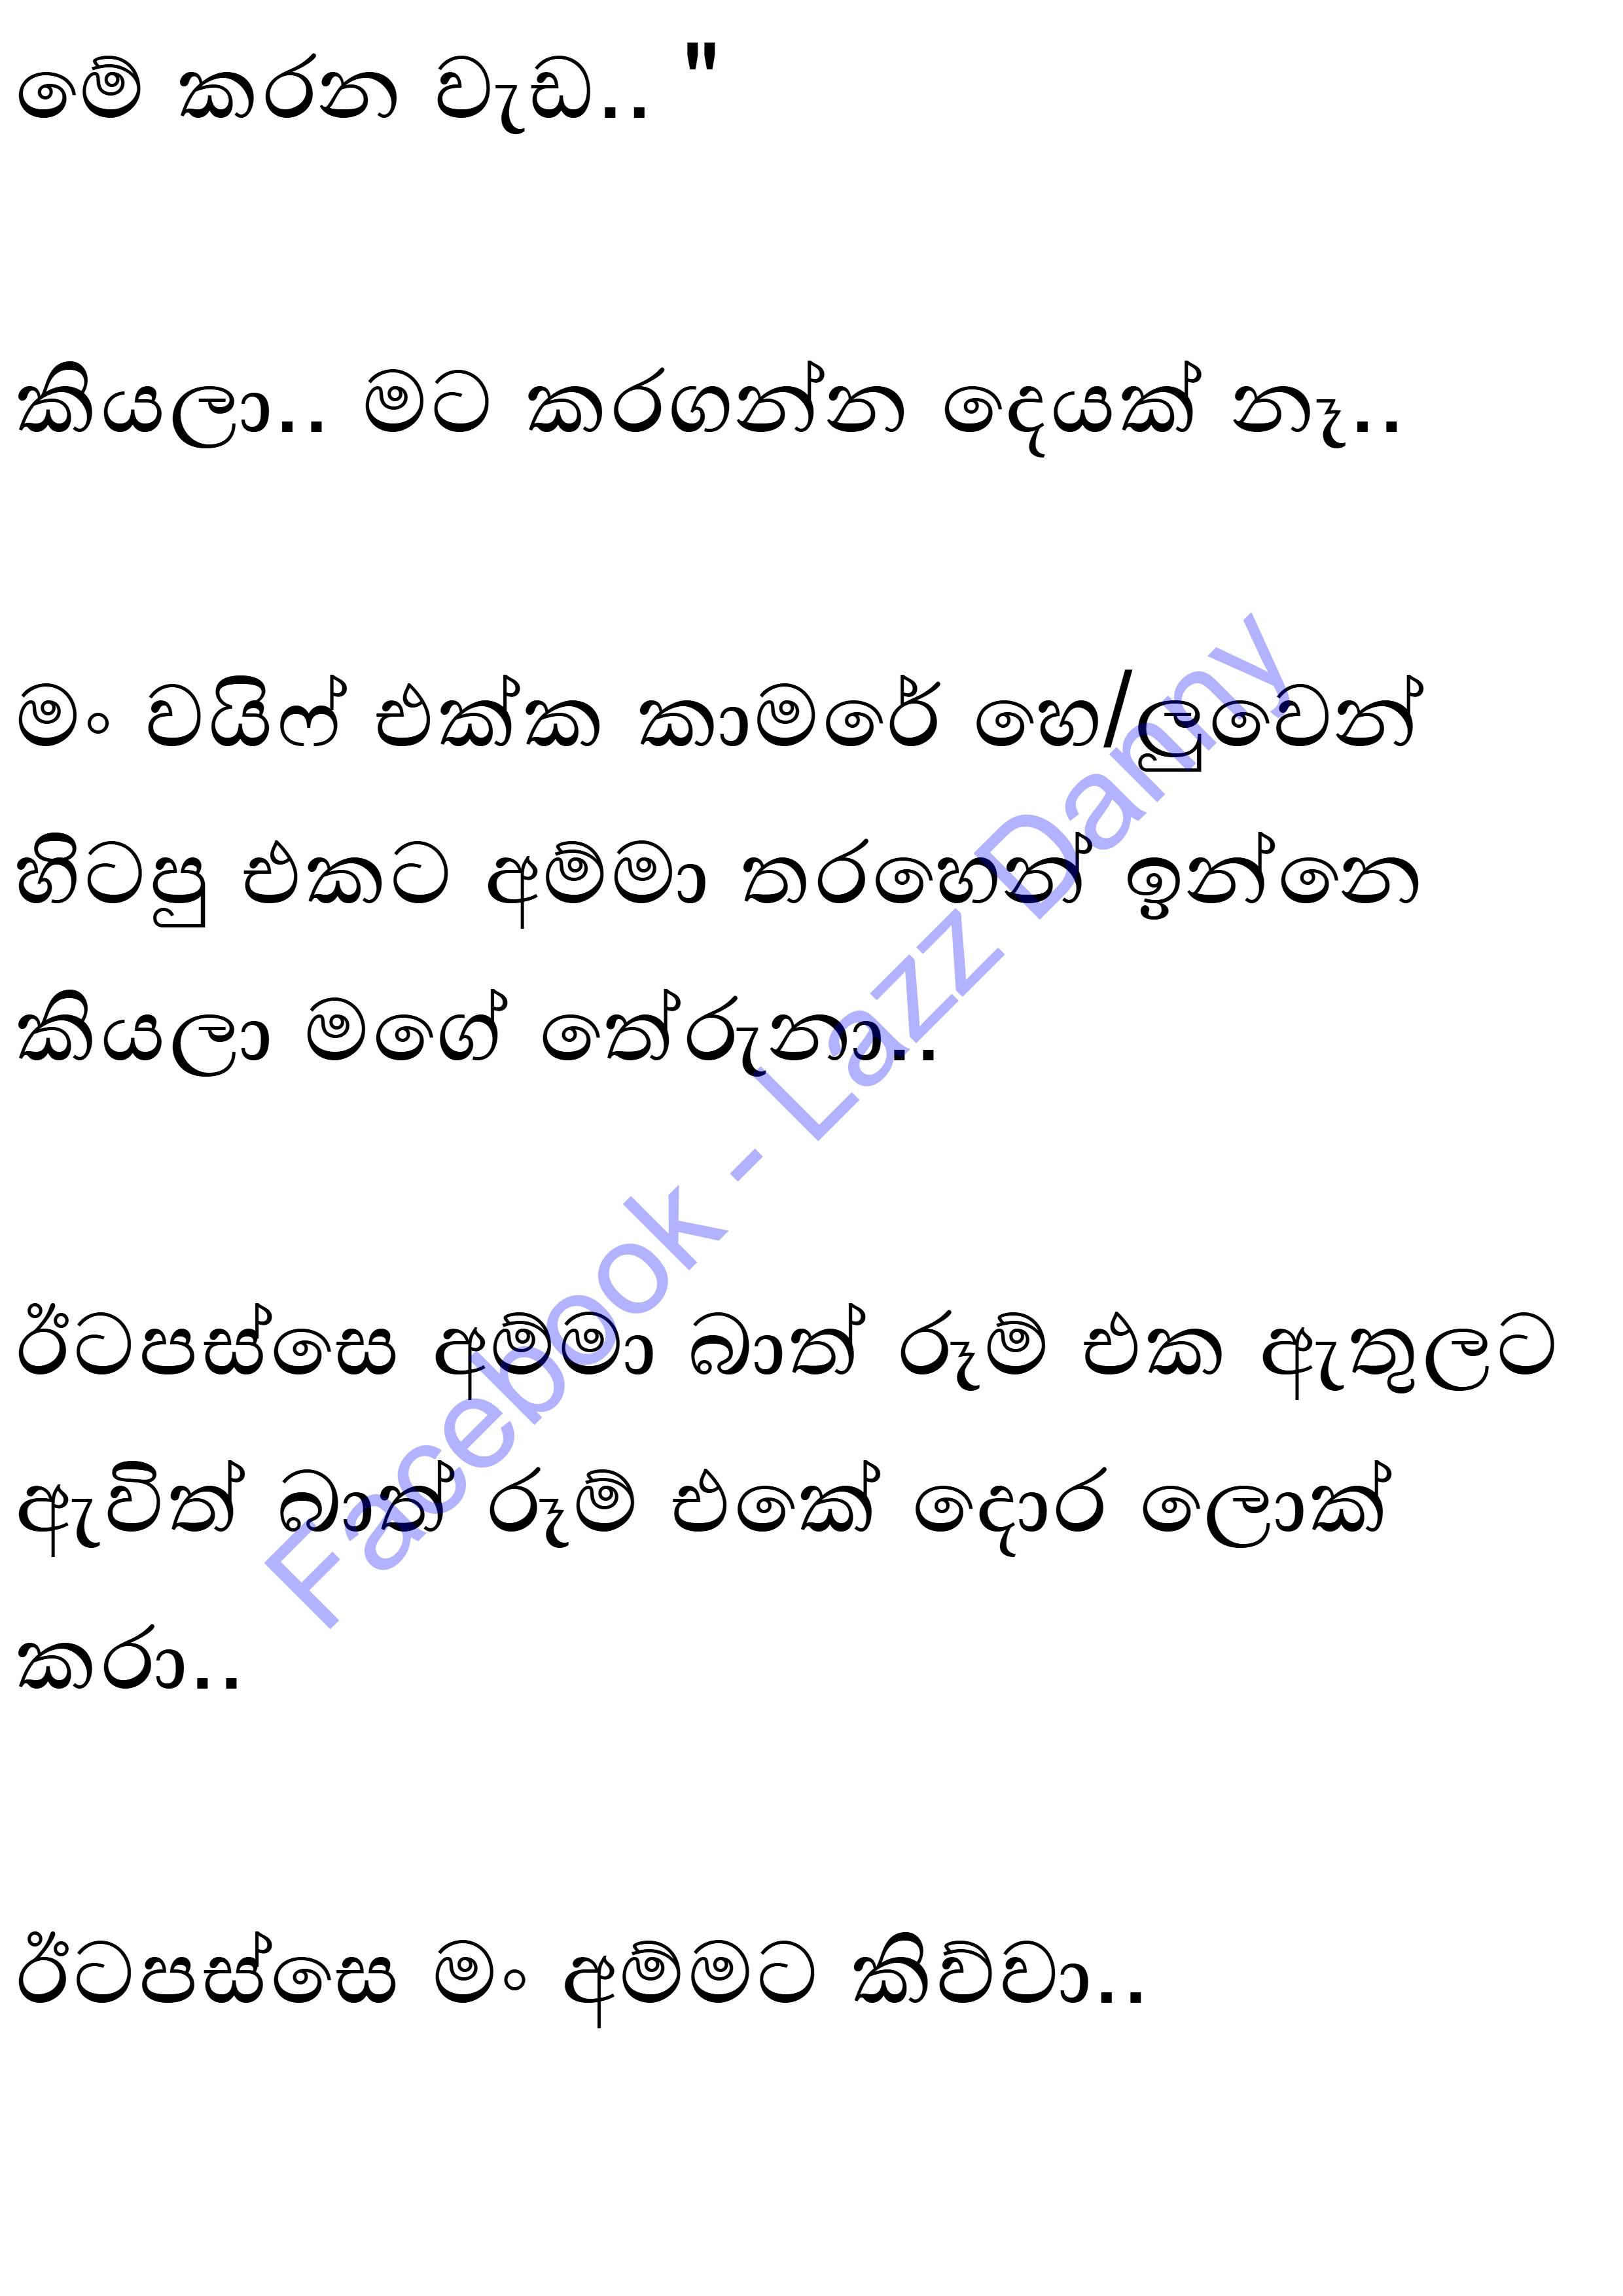 මේ කරන වැඩ.. "
කියලා.. මට කරගන්න දෙයක් නෑ..
මං වයිෆ් එක්ක කාමරේ හෙ/ලුවෙන්
හිටපු එකට අම්මා තරහෙන් ඉන්නෙ
කියලා මගේ තේරුනා..
ඊටපස්සෙ අම්මා බාත් රූම් එක ඇතුලට
ඇවිත් බාත් රූම් එකේ දොර ලොක්
කරා..
ඊටපස්සෙ මං අම්මට කිව්වා..
Facebook - Lazz Danny